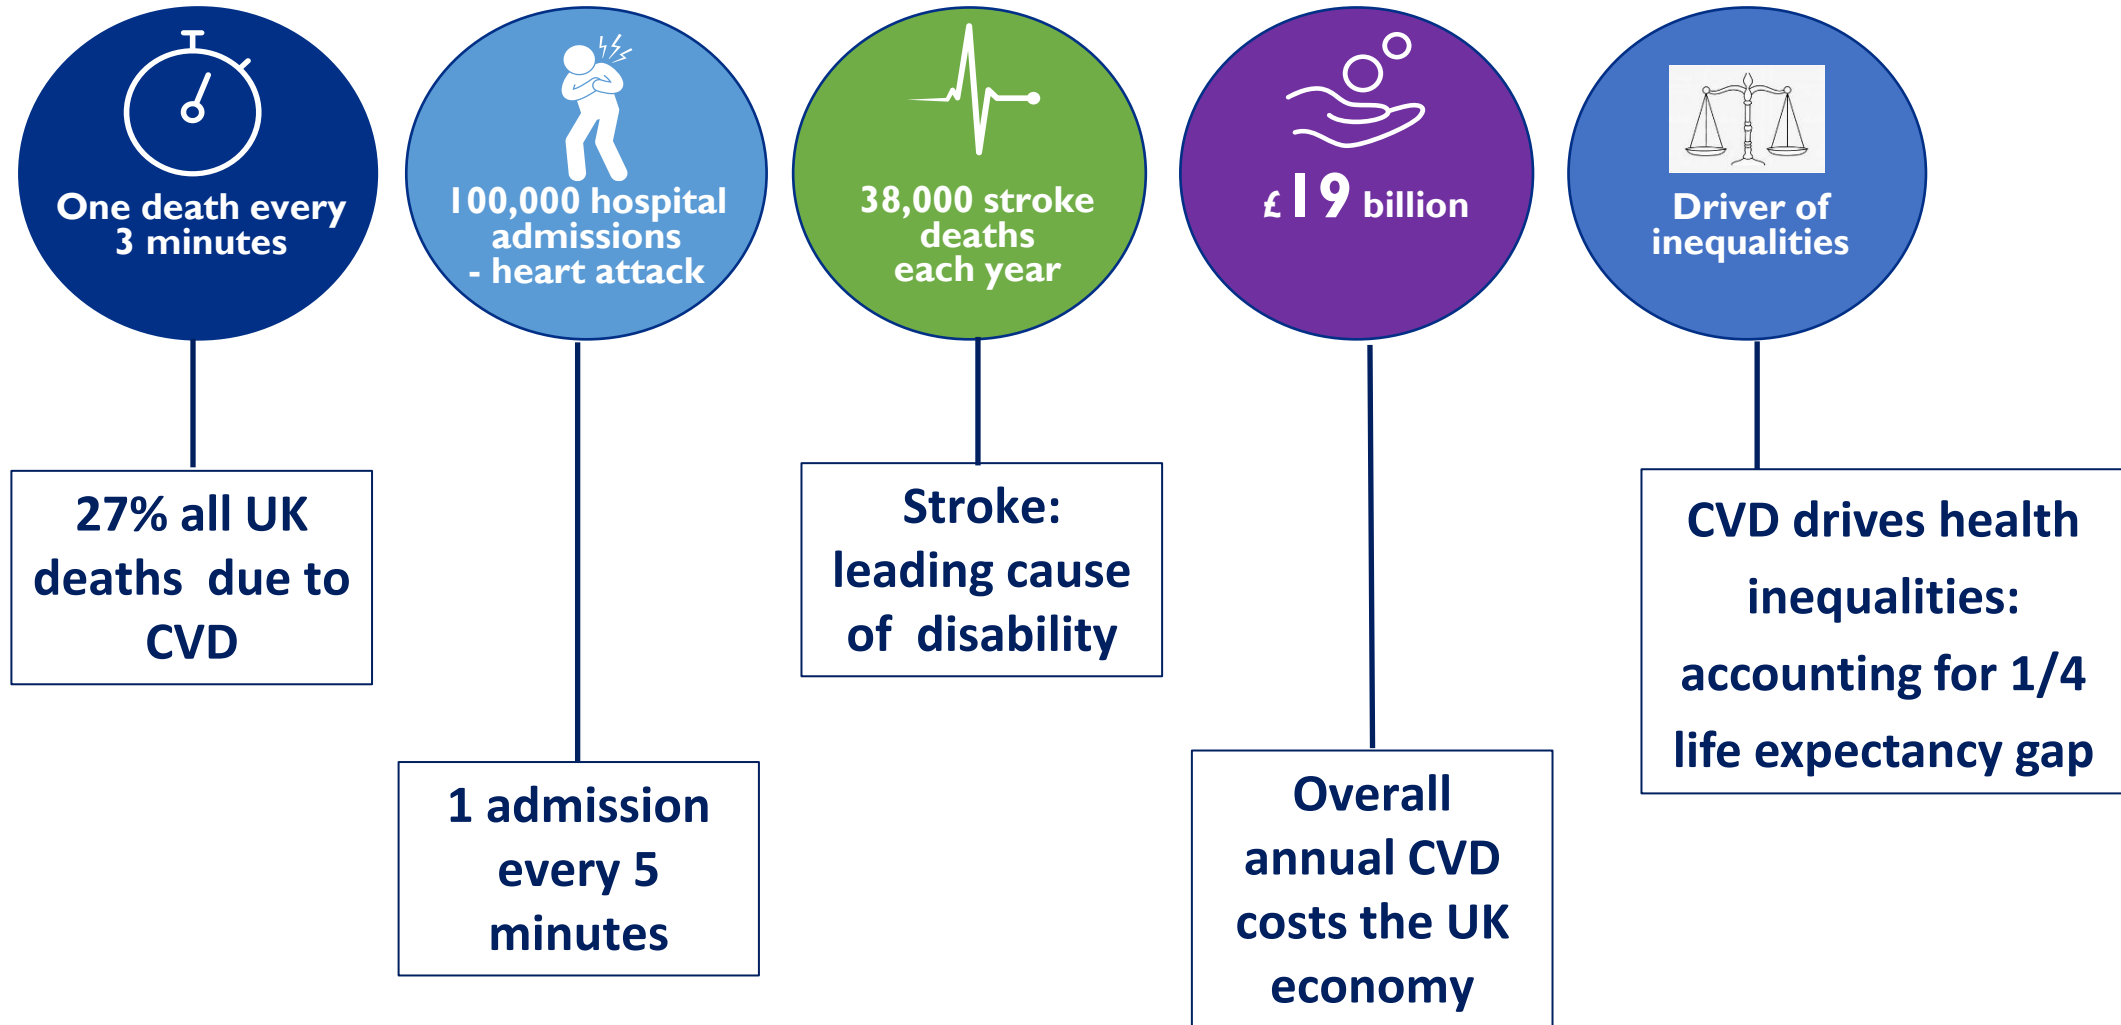 One death every
3 minutes
100,000 hospital
admissions
- heart attack
38,000 stroke
deaths
each year
£19 billion
Driver of
inequalities
27% all UK
deaths due to
CVD
1 admission
every 5
minutes
Stroke:
leading cause
of disability
Overall
annual CVD
costs the UK
economy
CVD drives health
inequalities:
accounting for 1/4
life expectancy gap